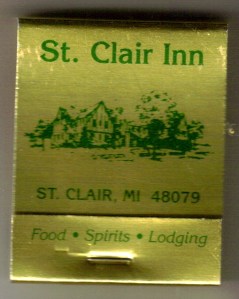 St. Clair Inn
ST. CLAIR, MI 48079
Food • Spirits • Lodging